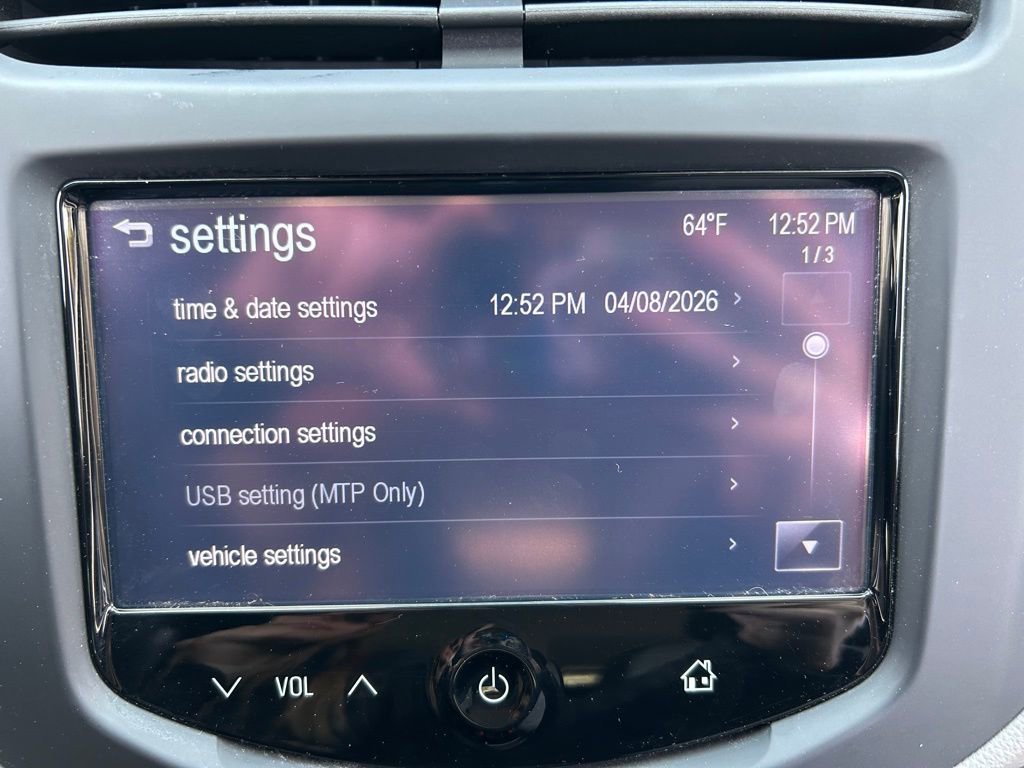 settings 64°F 12:52 PM
1/3
time & date settings 12:52 PM 04/08/2026
radio settings
connection settings
USB setting (MTP Only)
vehicle settings
VOL